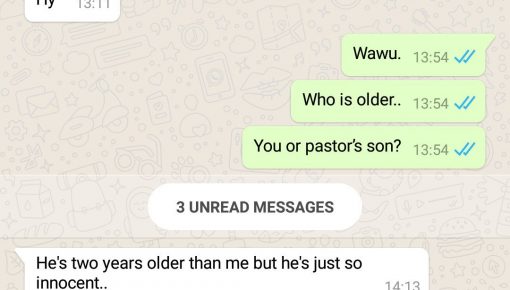 13:11
Wawu. 13:54
Who is older.. 13:54
You or pastor's son? 13:54
3 UNREAD MESSAGES
He's two years older than me but he's just so
innocent.. 14:13